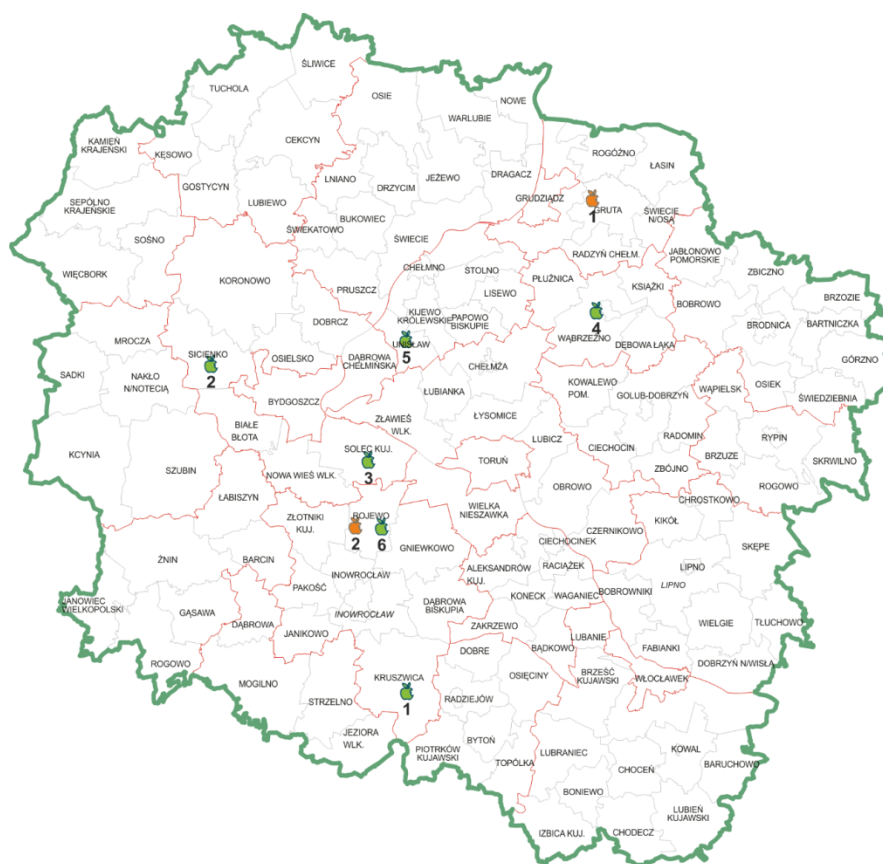 ŚLIWICE
TUCHOLA
OSIE
NOWE
WARLUBIE
KAMIEŃ
KRAJEŃSKI
CEKCYN
KĘSOWO
ROGÓŹNO
ŁASIN
GOSTYCYN
LNIANO
DRZYCIM
JEŻEWO
DRAGACZ
SEPÓLNO
KRAJEŃSKIE
LUBIEWO
BUKOWIEC
GRUDZIĄDZ
GRUTA
1
ŚWIECIE
N/OSĄ
ŚWIEKATOWO
SOŚNO
ŚWIECIE
WIĘCBORK
KORONOWO
CHEŁMNO
STOLNO
PŁUŻNICA
RADZYŃ CHEŁM.
JABŁONOWO
POMORSKIE
ZBICZNO
PRUSZCZ
LISEWO
KSIĄŻKI
BOBROWO
BRZOZIE
DOBRCZ
KIJEWO
KRÓLEWSKIE
PAPOWO
BISKUPIE
4
BRODNICA
BARTNICZKA
MROCZA
UNISŁAW
5
WĄBRZEŹNO
DĘBOWA ŁĄKA
GÓRZNO
SICIENKO
2
OSIELSKO
DĄBROWA
CHEŁMIŃSKA
CHEŁMŻA
SADKI
NAKŁO
N/NOTECIĄ
KOWALEWO
POM.
GOLUB-DOBRZYŃ
WĄPIELSK
OSIEK
ŚWIEDZIEBNIA
BYDGOSZCZ
ŁUBIANKA
ŁYSOMICE
ZŁAWIEŚ
WLK.
BIAŁE
BŁOTA
RADOMIN
RYPIN
KCYNIA
SZUBIN
SOLEC KUJ.
3
LUBICZ
CIECHOCIN
BRZUZE
SKRWILNO
TORUŃ
NOWA WIEŚ WLK.
ZBÓJNO
ROGOWO
ŁABISZYN
OBROWO
CHROSTKOWO
ZŁOTNIKI
KUJ.
ROJEWO
2
6
WIELKA
NIESZAWKA
CZERNIKOWO
KIKÓŁ
GNIEWKOWO
CIECHOCINEK
SKĘPE
ŻNIN
BARCIN
ALEKSANDRÓW
KUJ.
RACIĄŻEK
LIPNO
INOWROCŁAW
PAKOŚĆ
KONECK
WAGANIEC
BOBROWNIKI
LIPNO
JANOWIEC
WIELKOPOLSKI
GĄSAWA
DĄBROWA
INOWROCŁAW
DĄBROWA
BISKUPIA
ZAKRZEWO
WIELGIE
TŁUCHOWO
JANIKOWO
LUBANIE
BĄDKOWO
FABIANKI
DOBRZYŃ N/WISŁĄ
ROGOWO
DOBRE
MOGILNO
KRUSZWICA
1
OSIĘCINY
BRZEŚĆ
KUJAWSKI
WŁOCŁAWEK
STRZELNO
RADZIEJÓW
JEZIORA
WLK.
BYTOŃ
PIOTRKÓW
KUJAWSKI
TOPÓLKA
LUBRANIEC
KOWAL
BARUCHOWO
CHOCEŃ
BONIEWO
LUBIEŃ
KUJAWSKI
IZBICA KUJ.
CHODECZ